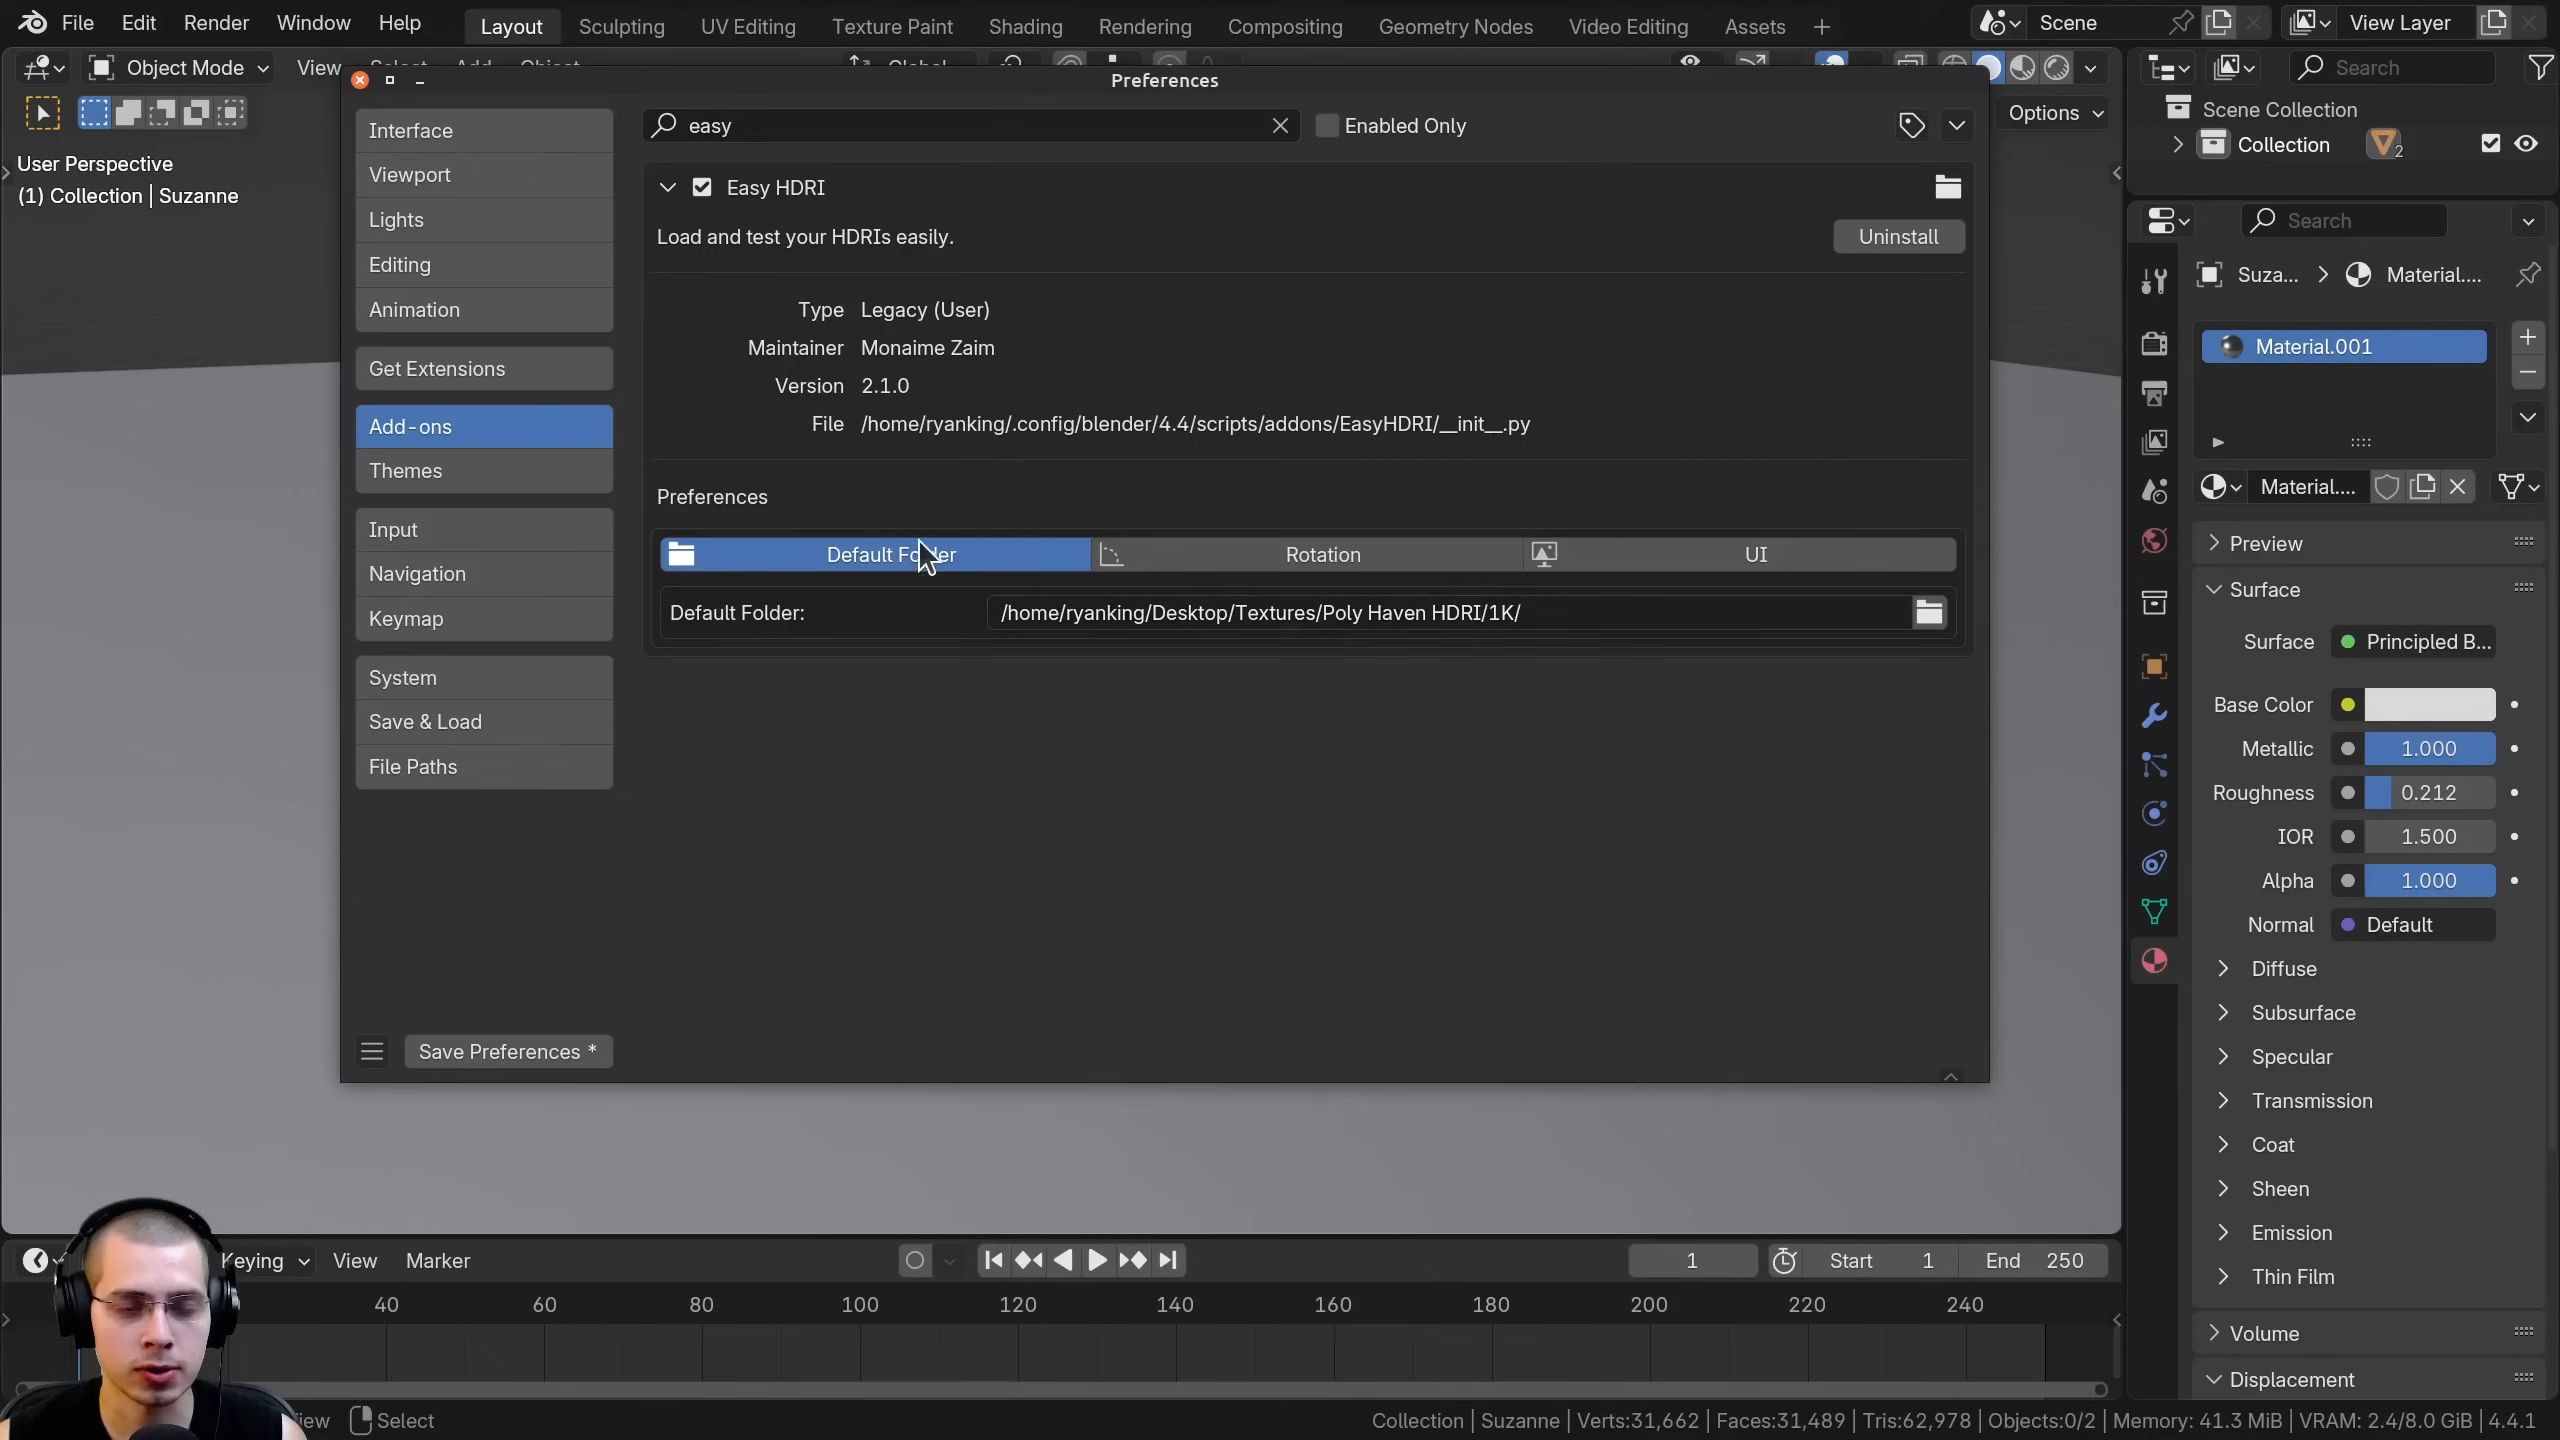 File Edit Render Window Help Layout Sculpting UV Editing Texture Paint Shading Rendering Compositing Geometry Nodes Video Editing Assets + Scene View Layer
Object Mode View Select Add Object Global
Preferences
Search
Options
User Perspective
(1) Collection | Suzanne
Scene Collection
Collection 2
Interface
Viewport
Lights
Editing
Animation
Get Extensions
Add-ons
Themes
Input
Navigation
Keymap
System
Save & Load
File Paths
Save Preferences *
easy
Enabled Only
Easy HDRI
Load and test your HDRIs easily.
Uninstall
Type Legacy (User)
Maintainer Monaime Zaim
Version 2.1.0
File /home/ryanking/.config/blender/4.4/scripts/addons/EasyHDRI/__init__.py
Preferences
Default Folder Rotation UI
Default Folder: /home/ryanking/Desktop/Textures/Poly Haven HDRI/1K/
Search
Suza... Material....
Material.001
Material....
Preview
Surface
Surface Principled B...
Base Color
Metallic 1.000
Roughness 0.212
IOR 1.500
Alpha 1.000
Normal Default
Diffuse
Subsurface
Specular
Transmission
Coat
Sheen
Emission
Thin Film
Volume
Displacement
Keying View Marker 1 Start 1 End 250
40 60 80 100 120 140 160 180 200 220 240
Select
Collection | Suzanne | Verts:31,662 | Faces:31,489 | Tris:62,978 | Objects:0/2 | Memory: 41.3 MiB | VRAM: 2.4/8.0 GiB | 4.4.1